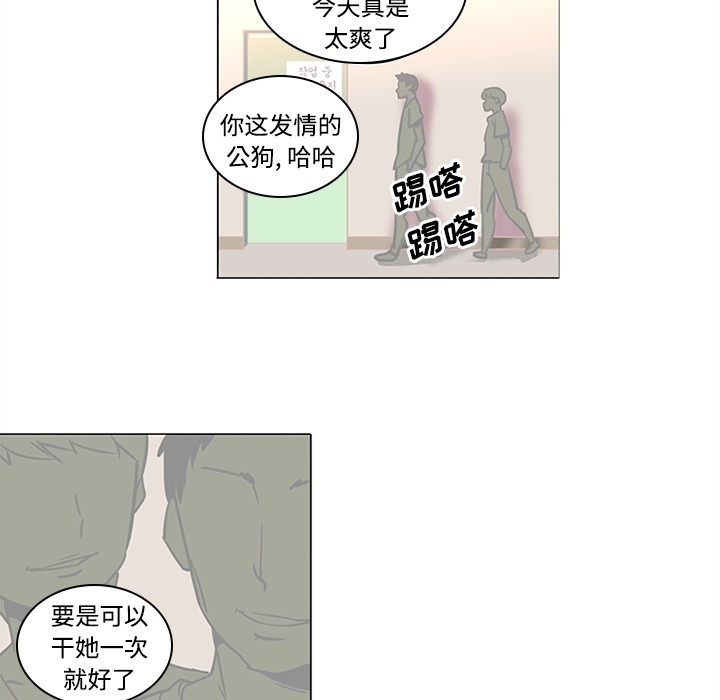 今天真是
太爽了
작업 중
你这发情的
公狗, 哈哈
踢嗒
踢嗒
要是可以
干她一次
就好了